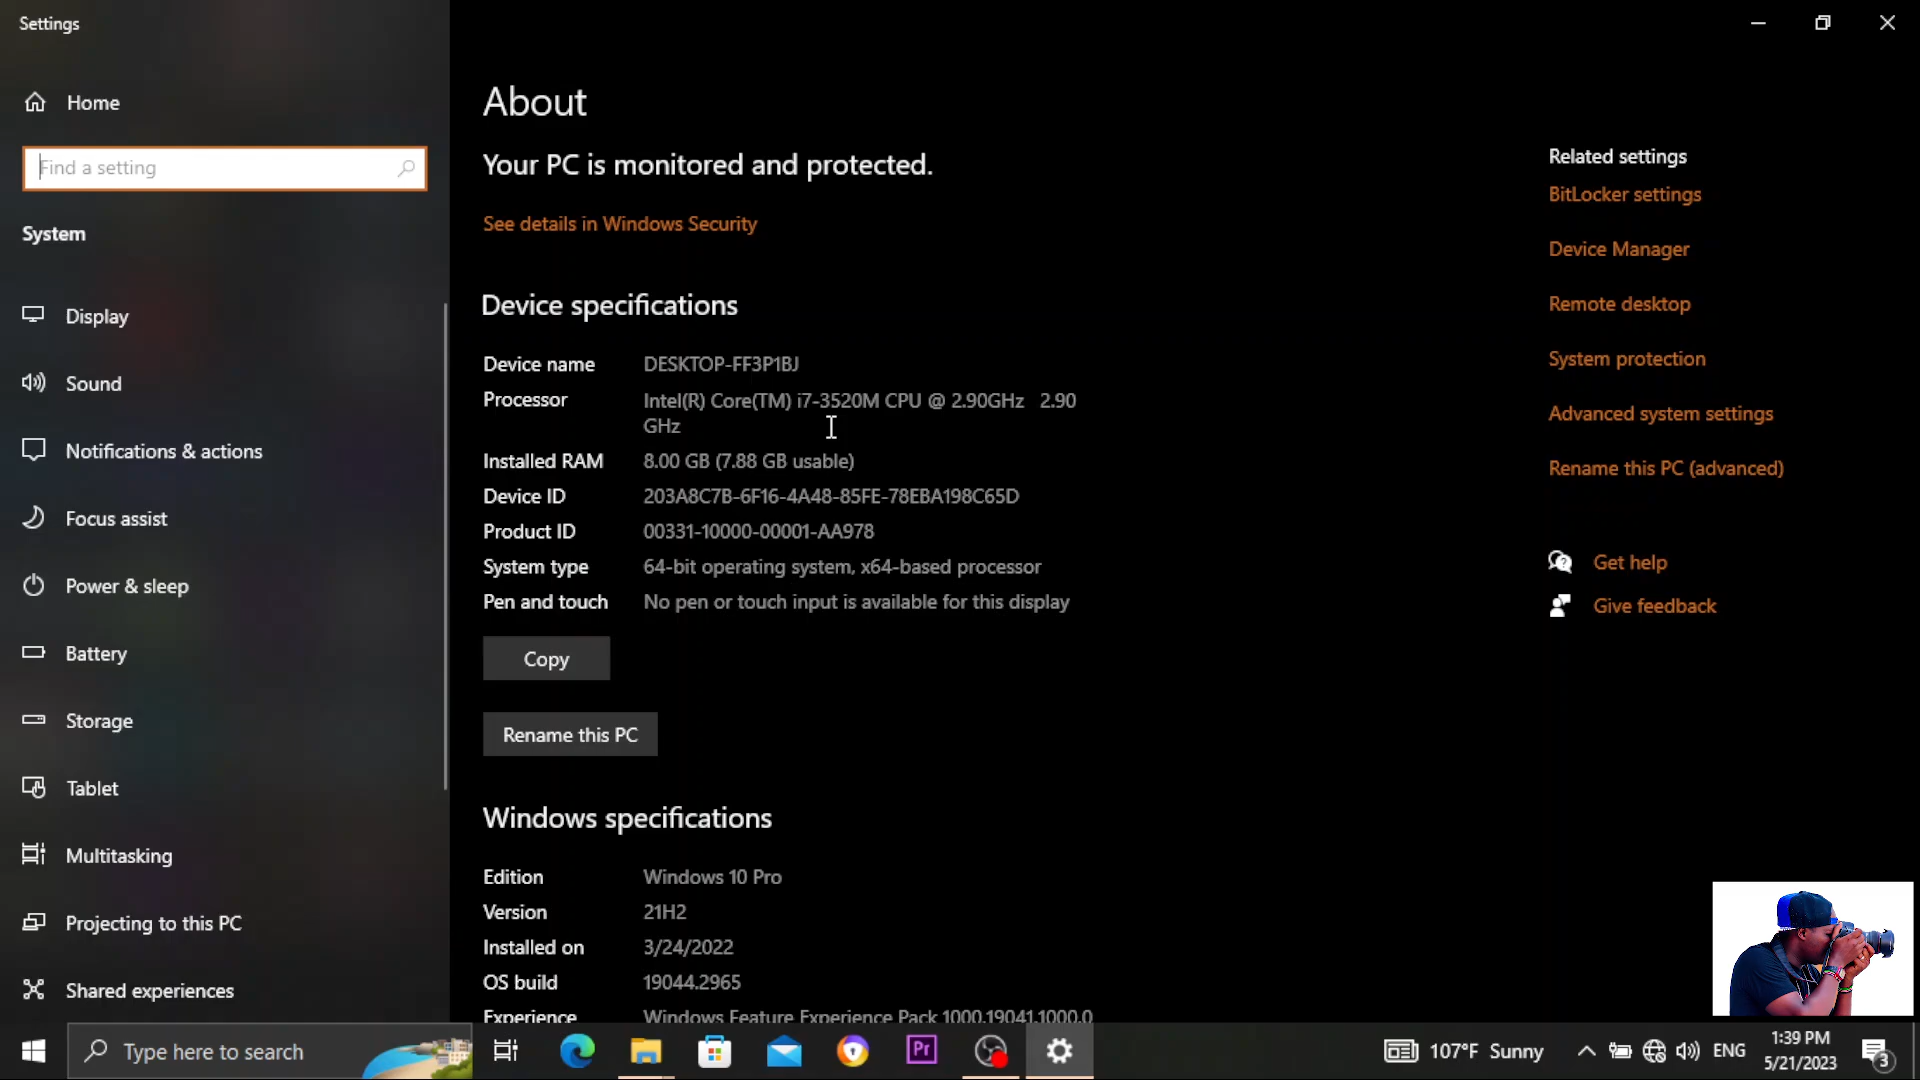 Settings
Home
Find a setting
System
Display
Sound
Notifications & actions
Focus assist
Power & sleep
Battery
Storage
Tablet
Multitasking
Projecting to this PC
Shared experiences
About
Your PC is monitored and protected.
See details in Windows Security
Device specifications
Device name DESKTOP-FF3P1BJ
Processor Intel(R) Core(TM) i7-3520M CPU @ 2.90GHz 2.90
GHz
Installed RAM 8.00 GB (7.88 GB usable)
Device ID 203A8C7B-6F16-4A48-85FE-78EBA198C65D
Product ID 00331-10000-00001-AA978
System type 64-bit operating system, x64-based processor
Pen and touch No pen or touch input is available for this display
Copy
Rename this PC
Windows specifications
Edition Windows 10 Pro
Version 21H2
Installed on 3/24/2022
OS build 19044.2965
Experience Windows Feature Experience Pack 1000.19041.1000.0
Related settings
BitLocker settings
Device Manager
Remote desktop
System protection
Advanced system settings
Rename this PC (advanced)
Get help
Give feedback
Type here to search
Pr
107°F Sunny
ENG
1:39 PM
5/21/2023
3